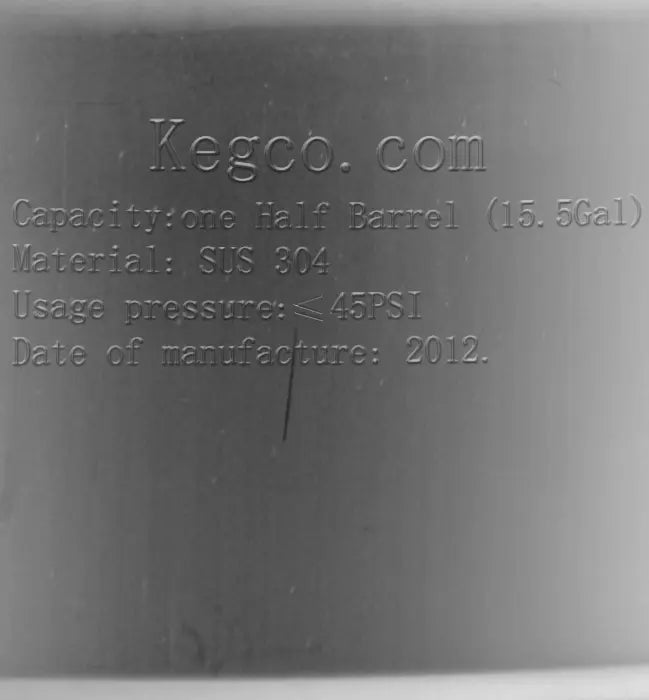 Kegco.com
Capacity:one Half Barrel (15.5Gal)
Material: SUS 304
Usage pressure:≤45PSI
Date of manufacture: 2012.